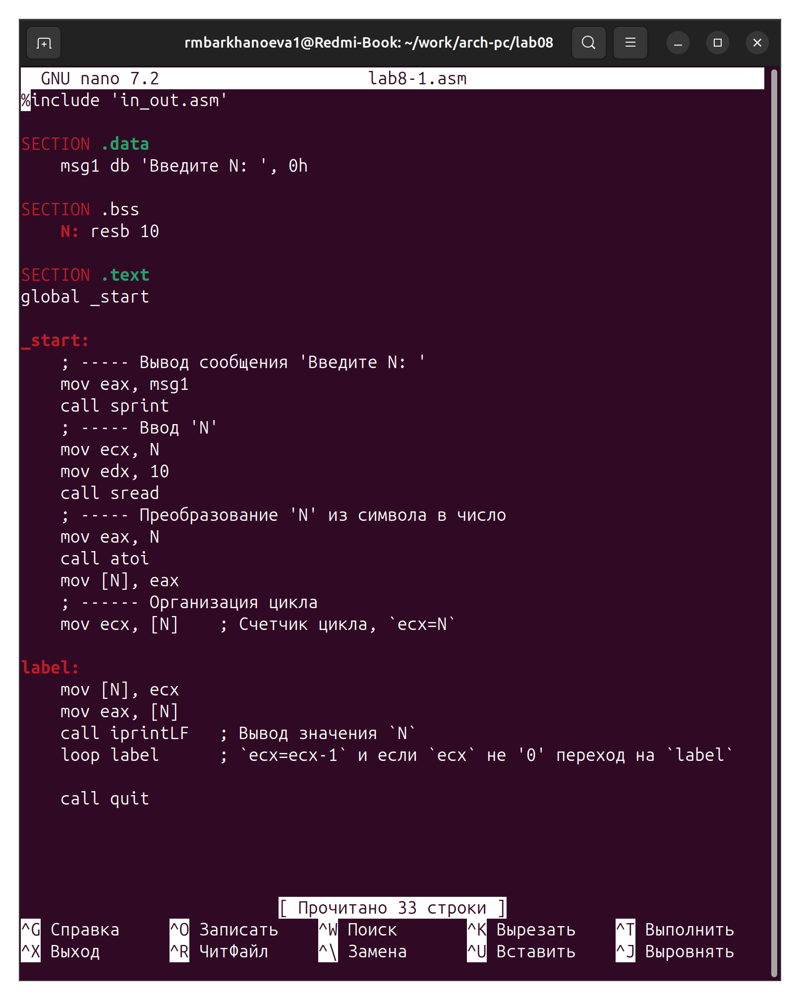 rmbarkhanoeva1@Redmi-Book: ~/work/arch-pc/lab08
GNU nano 7.2 lab8-1.asm
%include 'in_out.asm'
SECTION .data
    msg1 db 'Введите N: ', 0h
SECTION .bss
    N: resb 10
SECTION .text
global _start
_start:
    ; ----- Вывод сообщения 'Введите N: '
    mov eax, msg1
    call sprint
    ; ----- Ввод 'N'
    mov ecx, N
    mov edx, 10
    call sread
    ; ----- Преобразование 'N' из символа в число
    mov eax, N
    call atoi
    mov [N], eax
    ; ------ Организация цикла
    mov ecx, [N]    ; Счетчик цикла, `ecx=N`
label:
    mov [N], ecx
    mov eax, [N]
    call iprintLF   ; Вывод значения `N`
    loop label      ; `ecx=ecx-1` и если `ecx` не '0' переход на `label`
    call quit
[ Прочитано 33 строки ]
^G Справка ^O Записать ^W Поиск ^K Вырезать ^T Выполнить
^X Выход ^R ЧитФайл ^\ Замена ^U Вставить ^J Выровнять